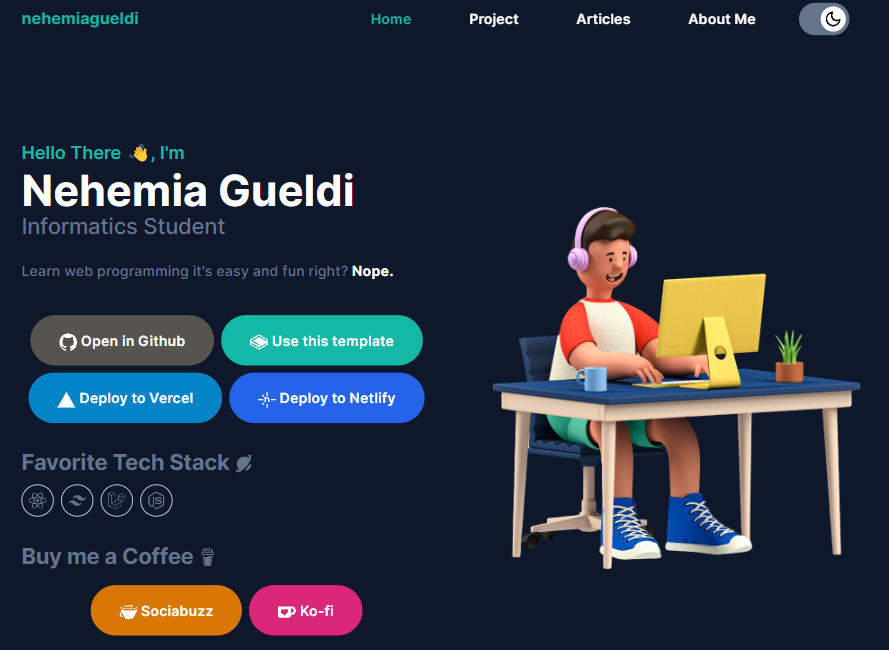 nehemiagueldi
Home Project Articles About Me
Hello There 👋, I'm
Nehemia Gueldi
Informatics Student
Learn web programming it's easy and fun right? Nope.
Open in Github Use this template
Deploy to Vercel Deploy to Netlify
Favorite Tech Stack
Buy me a Coffee
Sociabuzz Ko-fi